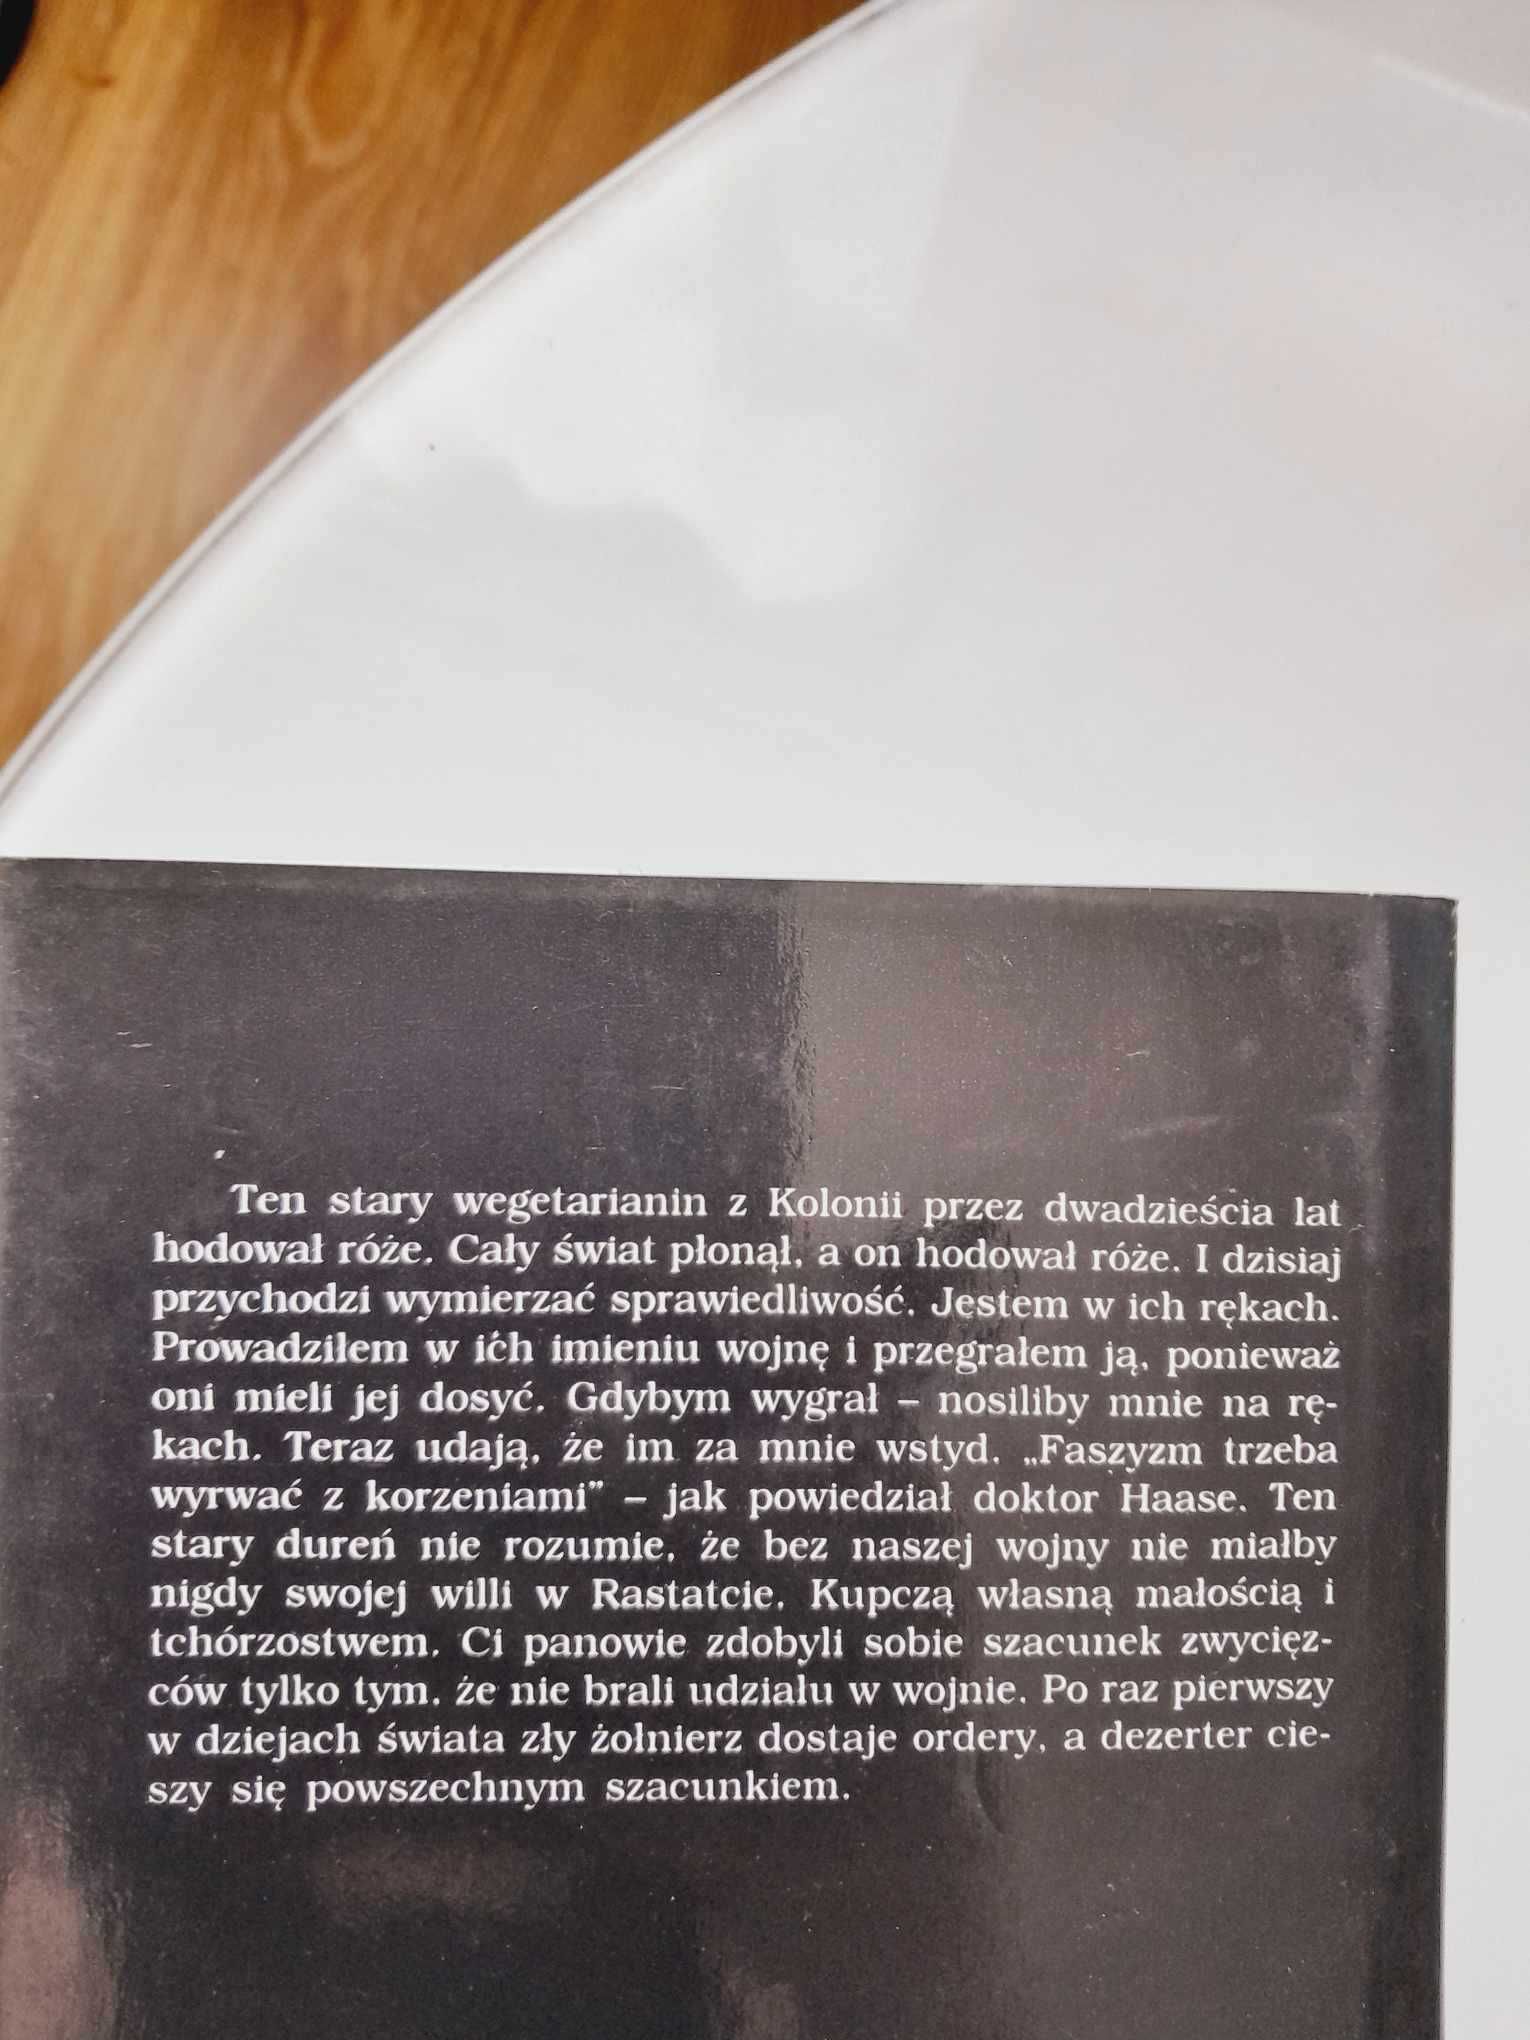 Ten stary wegetarianin z Kolonii przez dwadzieścia lat
hodował róże. Cały świat płonął, a on hodował róże. I dzisiaj
przychodzi wymierzać sprawiedliwość. Jestem w ich rękach.
Prowadziłem w ich imieniu wojnę i przegrałem ją, ponieważ
oni mieli jej dosyć. Gdybym wygrał – nosiliby mnie na rę-
kach. Teraz udają, że im za mnie wstyd. „Faszyzm trzeba
wyrwać z korzeniami” – jak powiedział doktor Haase. Ten
stary dureń nie rozumie, że bez naszej wojny nie miałby
nigdy swojej willi w Rastatcie. Kupczą własną małością i
tchórzostwem. Ci panowie zdobyli sobie szacunek zwycięz-
ców tylko tym, że nie brali udziału w wojnie. Po raz pierwszy
w dziejach świata zły żołnierz dostaje ordery, a dezerter cie-
szy się powszechnym szacunkiem.